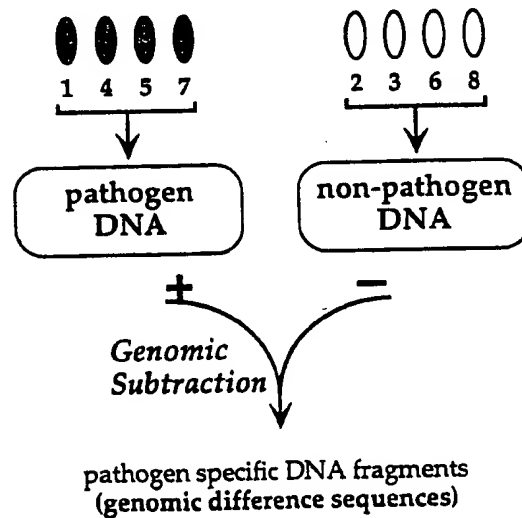 1 4 5 7
2 3 6 8
pathogen
DNA
non-pathogen
DNA
+
−
Genomic
Subtraction
pathogen specific DNA fragments
(genomic difference sequences)